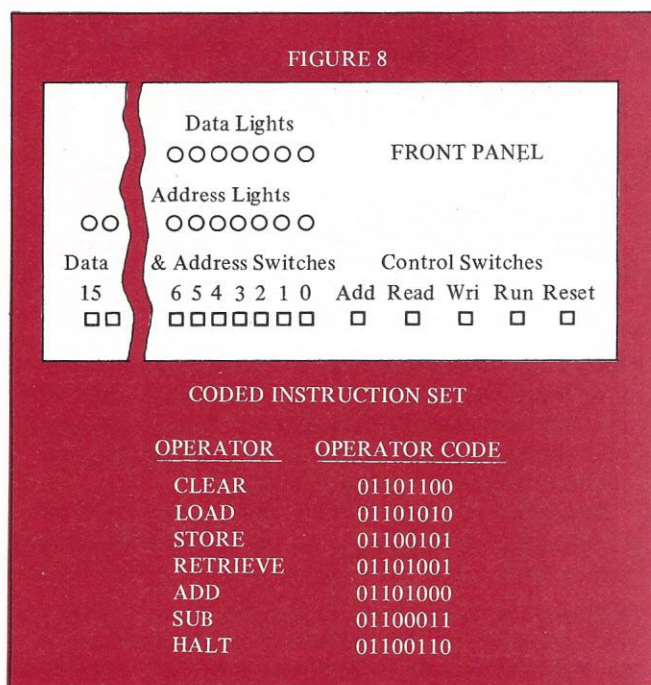 FIGURE 8
Data Lights
FRONT PANEL
Address Lights
Data & Address Switches Control Switches
15 6 5 4 3 2 1 0 Add Read Wri Run Reset
CODED INSTRUCTION SET
OPERATOR OPERATOR CODE
CLEAR 01101100
LOAD 01101010
STORE 01100101
RETRIEVE 01101001
ADD 01101000
SUB 01100011
HALT 01100110